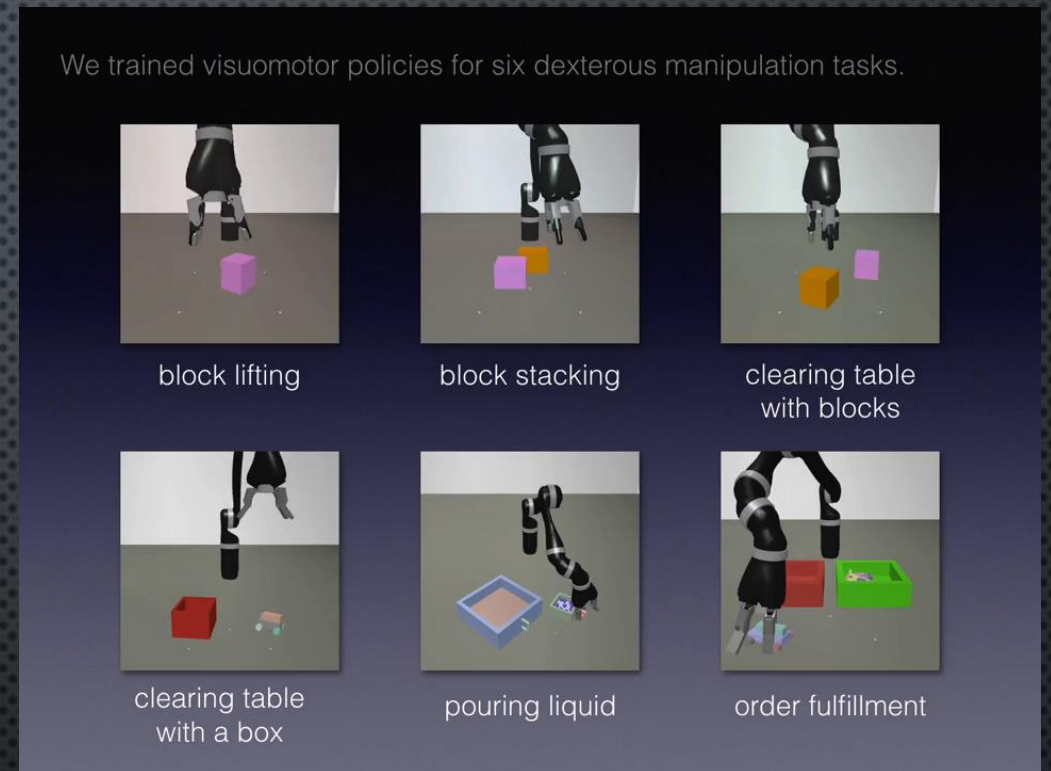 We trained visuomotor policies for six dexterous manipulation tasks.
block lifting
block stacking
clearing table
with blocks
clearing table
with a box
pouring liquid
order fulfillment